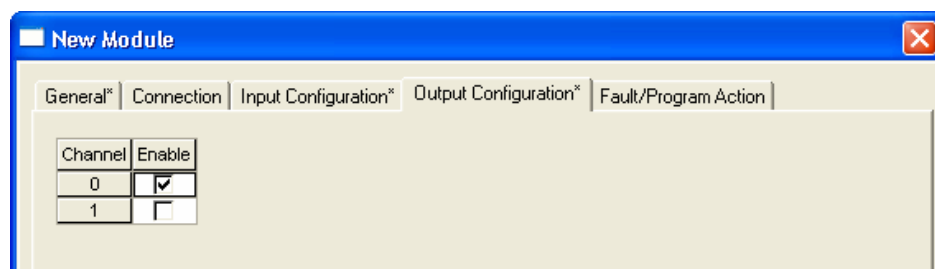 New Module
General* Connection Input Configuration* Output Configuration* Fault/Program Action
Channel Enable
0
1